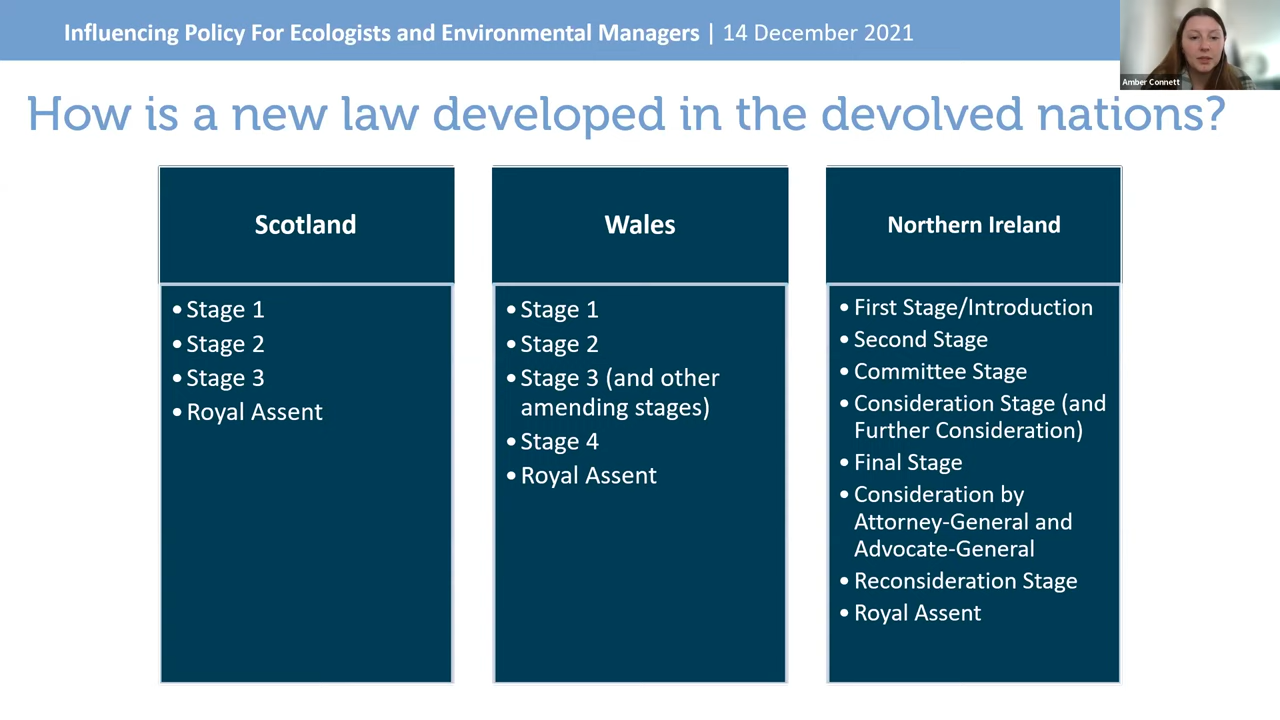 Influencing Policy For Ecologists and Environmental Managers | 14 December 2021
Amber Connett
How is a new law developed in the devolved nations?
Scotland
• Stage 1
• Stage 2
• Stage 3
• Royal Assent
Wales
• Stage 1
• Stage 2
• Stage 3 (and other
amending stages)
• Stage 4
• Royal Assent
Northern Ireland
• First Stage/Introduction
• Second Stage
• Committee Stage
• Consideration Stage (and
Further Consideration)
• Final Stage
• Consideration by
Attorney-General and
Advocate-General
• Reconsideration Stage
• Royal Assent